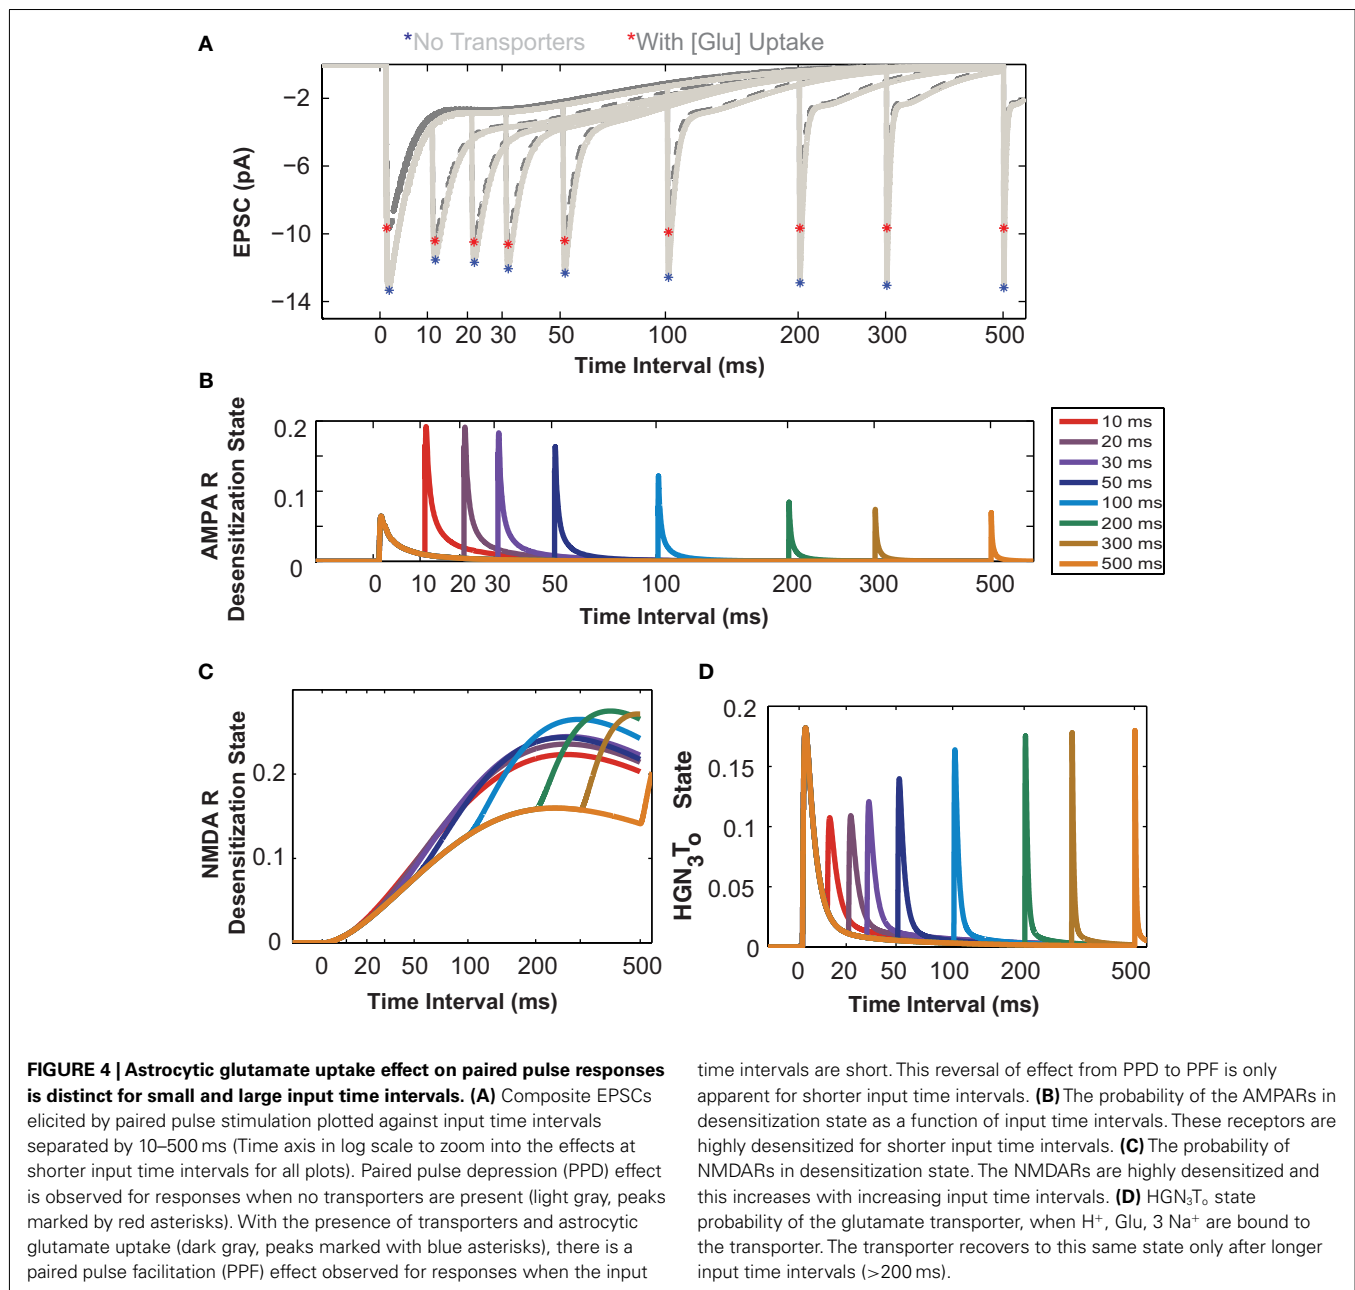 A
*No Transporters *With [Glu] Uptake
EPSC (pA)
−2
−6
−10
−14
0 10 20 30 50 100 200 300 500
Time Interval (ms)
B
AMPA R
Desensitization State
0.2
0.1
0
0 10 20 30 50 100 200 300 500
Time Interval (ms)
10 ms
20 ms
30 ms
50 ms
100 ms
200 ms
300 ms
500 ms
C
NMDA R
Desensitization State
0.2
0.1
0
0 20 50 100 200 500
Time Interval (ms)
D
HGN₃Tₒ State
0.2
0.15
0.1
0.05
0
0 20 50 100 200 500
Time Interval (ms)
FIGURE 4 | Astrocytic glutamate uptake effect on paired pulse responses
is distinct for small and large input time intervals. (A) Composite EPSCs
elicited by paired pulse stimulation plotted against input time intervals
separated by 10–500 ms (Time axis in log scale to zoom into the effects at
shorter input time intervals for all plots). Paired pulse depression (PPD) effect
is observed for responses when no transporters are present (light gray, peaks
marked by red asterisks). With the presence of transporters and astrocytic
glutamate uptake (dark gray, peaks marked with blue asterisks), there is a
paired pulse facilitation (PPF) effect observed for responses when the input
time intervals are short. This reversal of effect from PPD to PPF is only
apparent for shorter input time intervals. (B) The probability of the AMPARs in
desensitization state as a function of input time intervals. These receptors are
highly desensitized for shorter input time intervals. (C) The probability of
NMDARs in desensitization state. The NMDARs are highly desensitized and
this increases with increasing input time intervals. (D) HGN₃Tₒ state
probability of the glutamate transporter, when H⁺, Glu, 3 Na⁺ are bound to
the transporter. The transporter recovers to this same state only after longer
input time intervals (>200 ms).